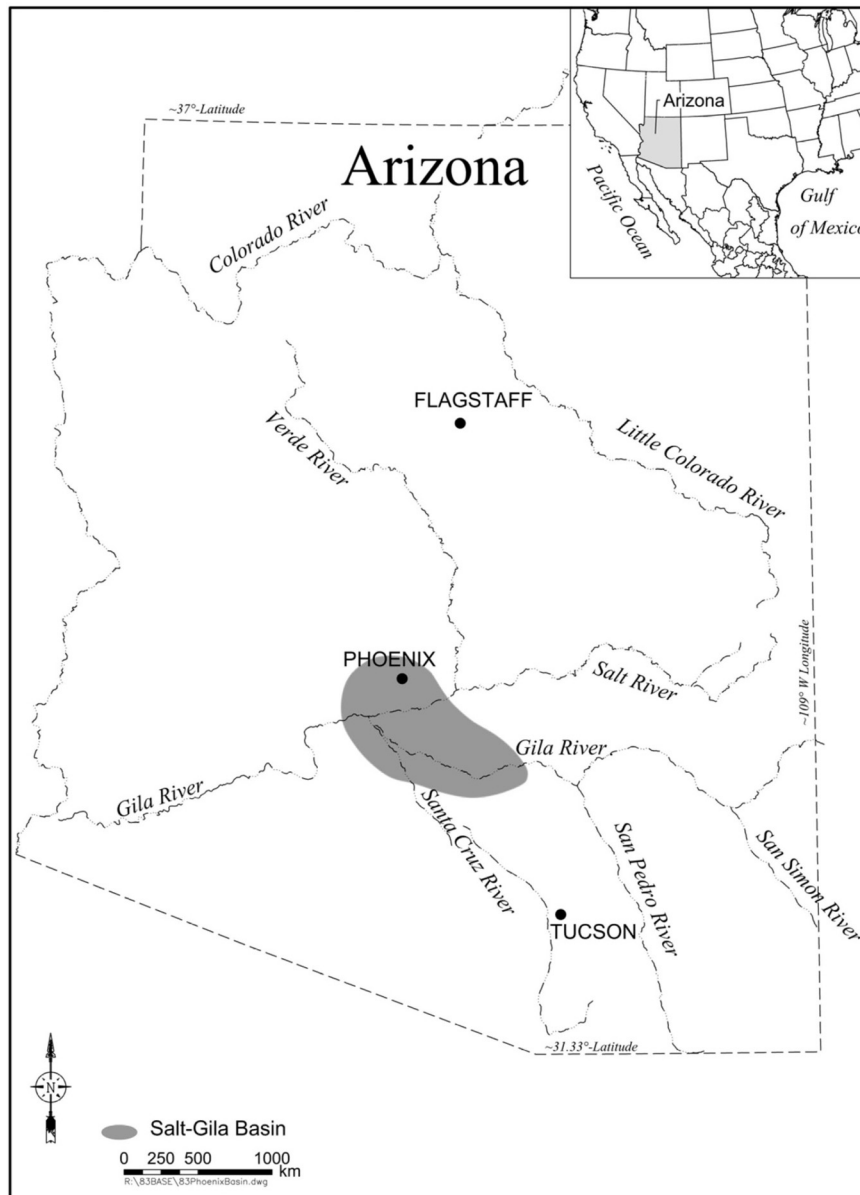 ~37°-Latitude
Arizona
Arizona
Pacific Ocean
Gulf
of Mexico
Colorado River
FLAGSTAFF
Verde River
Little Colorado River
PHOENIX
Salt River
~109° W Longitude
Gila River
Gila River
Santa Cruz River
San Pedro River
San Simon River
TUCSON
~31.33°-Latitude
N
Salt-Gila Basin
0 250 500 1000
km
R:\83BASE\83PhoenixBasin.dwg